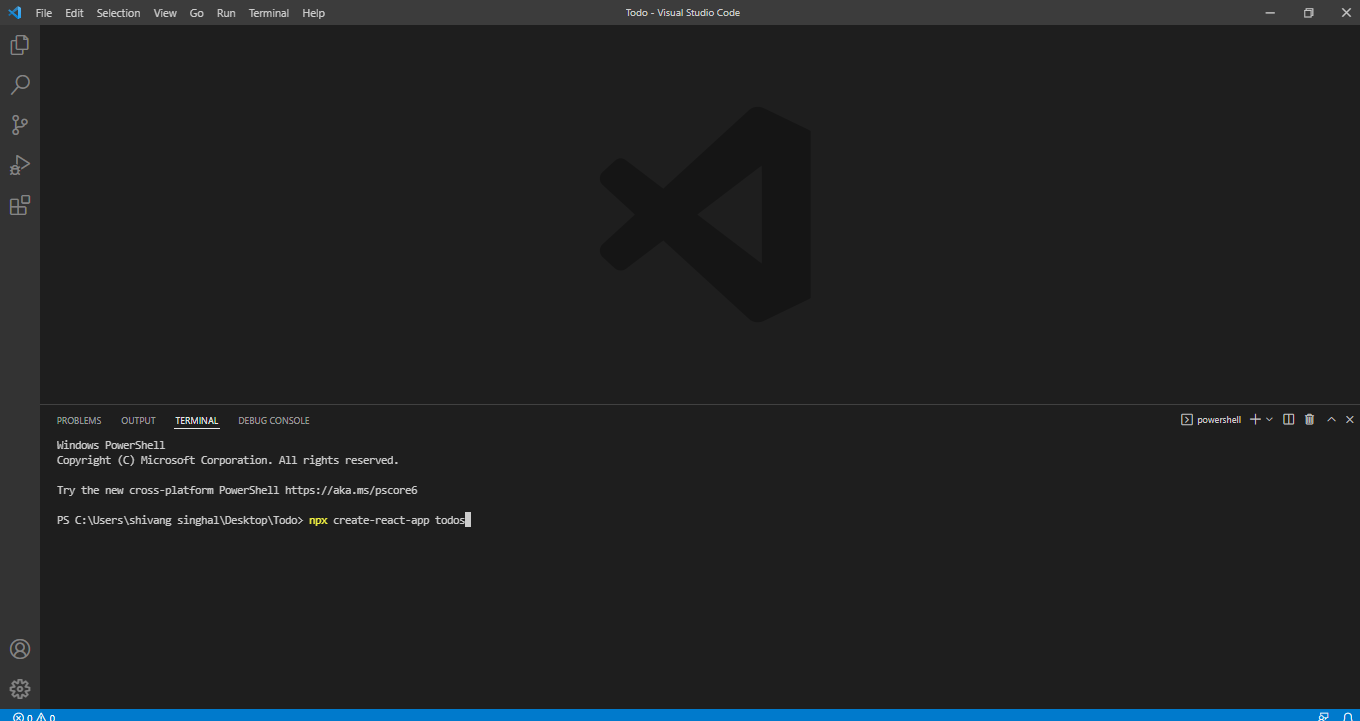 File Edit Selection View Go Run Terminal Help
Todo - Visual Studio Code
PROBLEMS OUTPUT TERMINAL DEBUG CONSOLE
powershell
Windows PowerShell
Copyright (C) Microsoft Corporation. All rights reserved.
Try the new cross-platform PowerShell https://aka.ms/pscore6
PS C:\Users\shivang singhal\Desktop\Todo> npx create-react-app todos
0 0